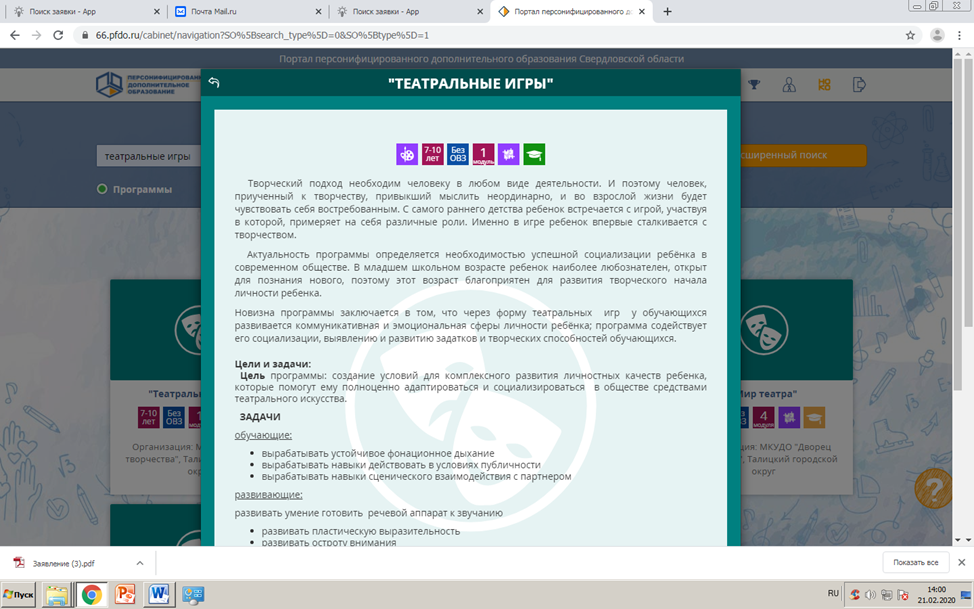 Поиск заявки - App
Почта Mail.ru
Поиск заявки - App
Портал персонифицированного д
66.pfdo.ru/cabinet/navigation?SO%5Bsearch_type%5D=0&SO%5Btype%5D=1
Портал персонифицированного дополнительного образования Свердловской области
ПЕРСОНИФИЦИРОВАН
ДОПОЛНИТЕЛЬНОЕ
ОБРАЗОВАНИЕ
"ТЕАТРАЛЬНЫЕ ИГРЫ"
театральные игры
сширенный поиск
Программы
7-10 лет
Без ОВЗ
1 модуль
Творческий подход необходим человеку в любом виде деятельности. И поэтому человек,
приученный к творчеству, привыкший мыслить неординарно, и во взрослой жизни будет
чувствовать себя востребованным. С самого раннего детства ребенок встречается с игрой, участвуя
в которой, примеряет на себя различные роли. Именно в игре ребенок впервые сталкивается с
творчеством.
Актуальность программы определяется необходимостью успешной социализации ребёнка в
современном обществе. В младшем школьном возрасте ребенок наиболее любознателен, открыт
для познания нового, поэтому этот возраст благоприятен для развития творческого начала
личности ребенка.
Новизна программы заключается в том, что через форму театральных игр у обучающихся
развивается коммуникативная и эмоциональная сферы личности ребёнка; программа содействует
его социализации, выявлению и развитию задатков и творческих способностей обучающихся.
Цели и задачи:
Цель программы: создание условий для комплексного развития личностных качеств ребенка,
которые помогут ему полноценно адаптироваться и социализироваться в обществе средствами
театрального искусства.
ЗАДАЧИ
обучающие:
• вырабатывать устойчивое фонационное дыхание
• вырабатывать навыки действовать в условиях публичности
• вырабатывать навыки сценического взаимодействия с партнером
развивающие:
развивать умение готовить речевой аппарат к звучанию
• развивать пластическую выразительность
• развивать остроту внимания
"Театраль
7-10 лет
Без ОВЗ
1
Организация: М
творчества", Тали
окр
Мир театра"
4 модуля
ция: МКУДО "Дворец
", Талицкий городской
округ
?
Заявление (3).pdf
Показать все
Пуск
RU
14:00
21.02.2020